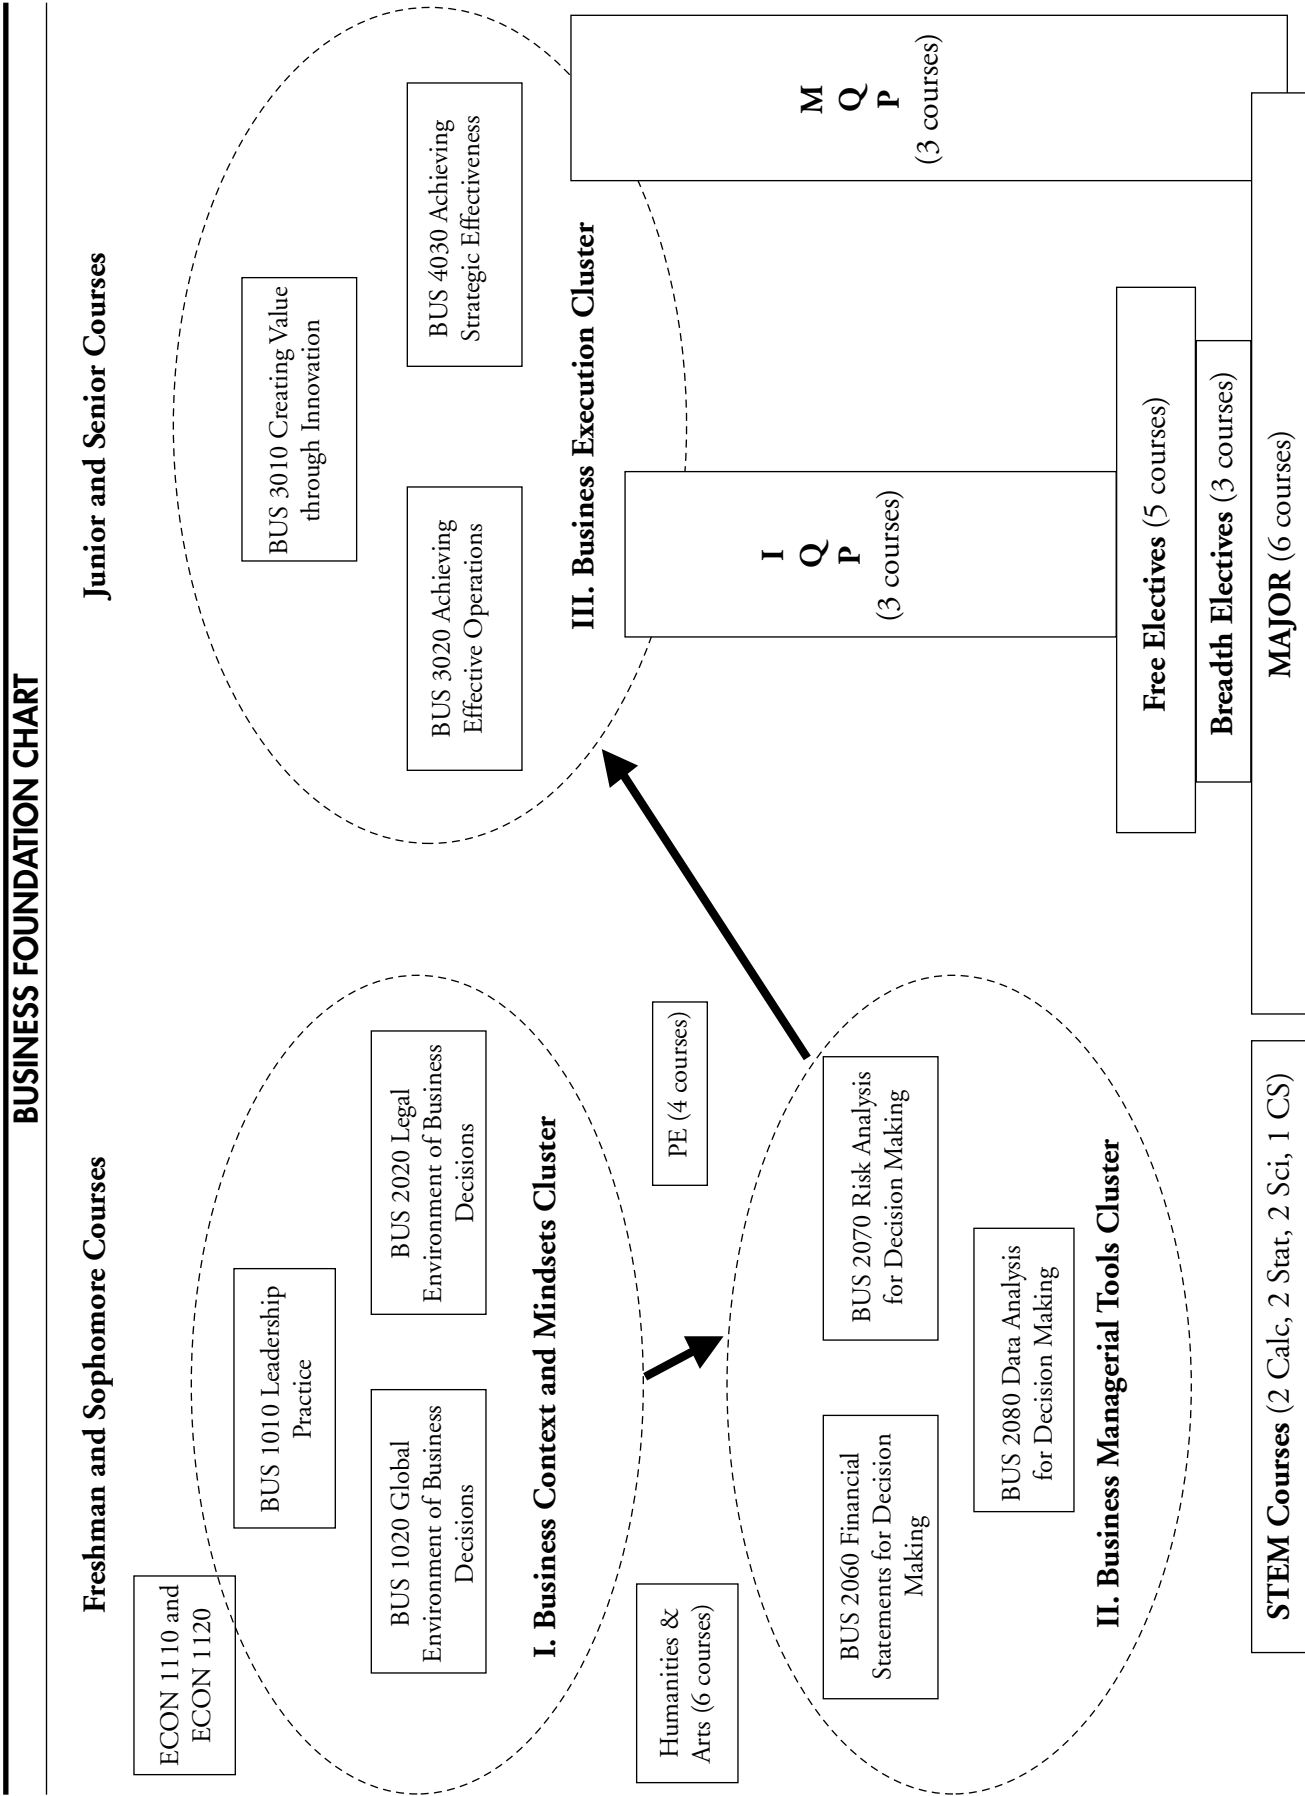 BUSINESS FOUNDATION CHART
Freshman and Sophomore Courses
ECON 1110 and
ECON 1120
BUS 1010 Leadership
Practice
BUS 1020 Global
Environment of Business
Decisions
BUS 2020 Legal
Environment of Business
Decisions
I. Business Context and Mindsets Cluster
Humanities &
Arts (6 courses)
PE (4 courses)
BUS 2060 Financial
Statements for Decision
Making
BUS 2070 Risk Analysis
for Decision Making
BUS 2080 Data Analysis
for Decision Making
II. Business Managerial Tools Cluster
STEM Courses (2 Calc, 2 Stat, 2 Sci, 1 CS)
Junior and Senior Courses
BUS 3010 Creating Value
through Innovation
BUS 3020 Achieving
Effective Operations
BUS 4030 Achieving
Strategic Effectiveness
III. Business Execution Cluster
I
Q
P
(3 courses)
M
Q
P
(3 courses)
Free Electives (5 courses)
Breadth Electives (3 courses)
MAJOR (6 courses)